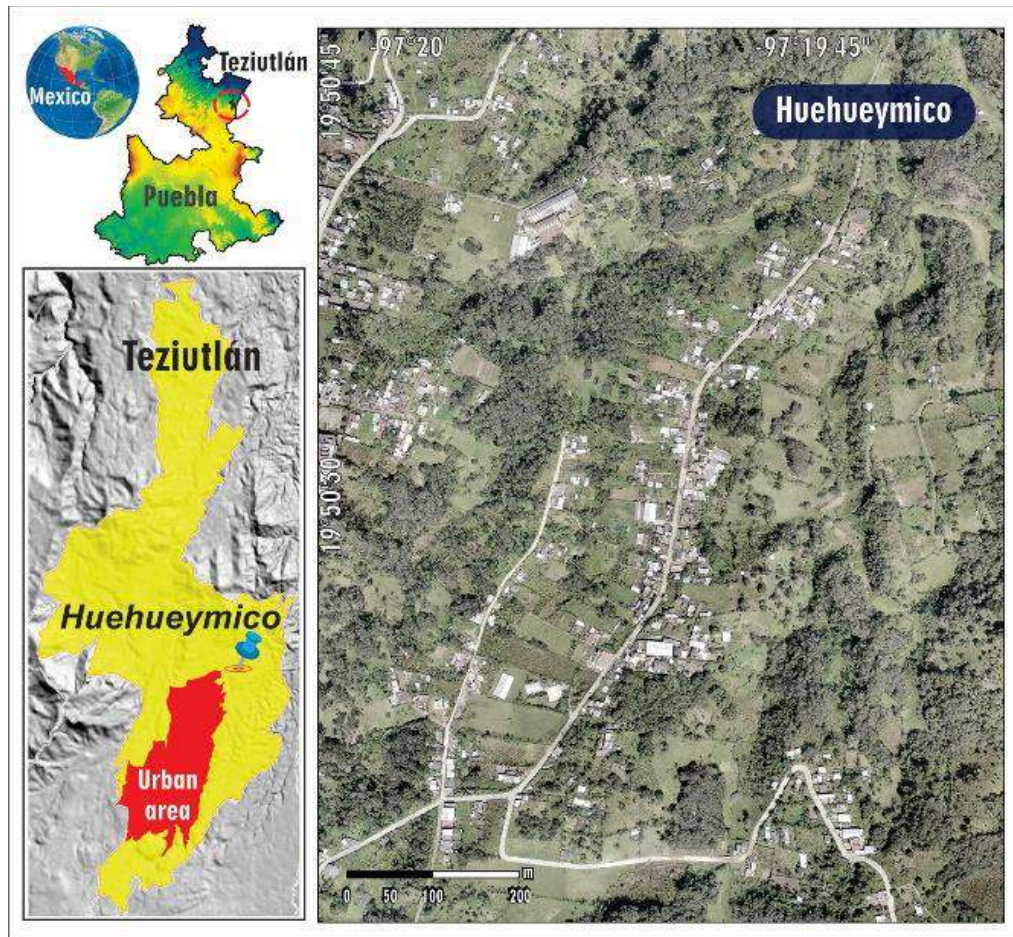 Mexico
Teziutlán
Puebla
Teziutlán
Huehueymico
Urban
area
-97°20'
-97°19'45"
19°50'45"
19°50'30"
Huehueymico
m
0 50 100 200